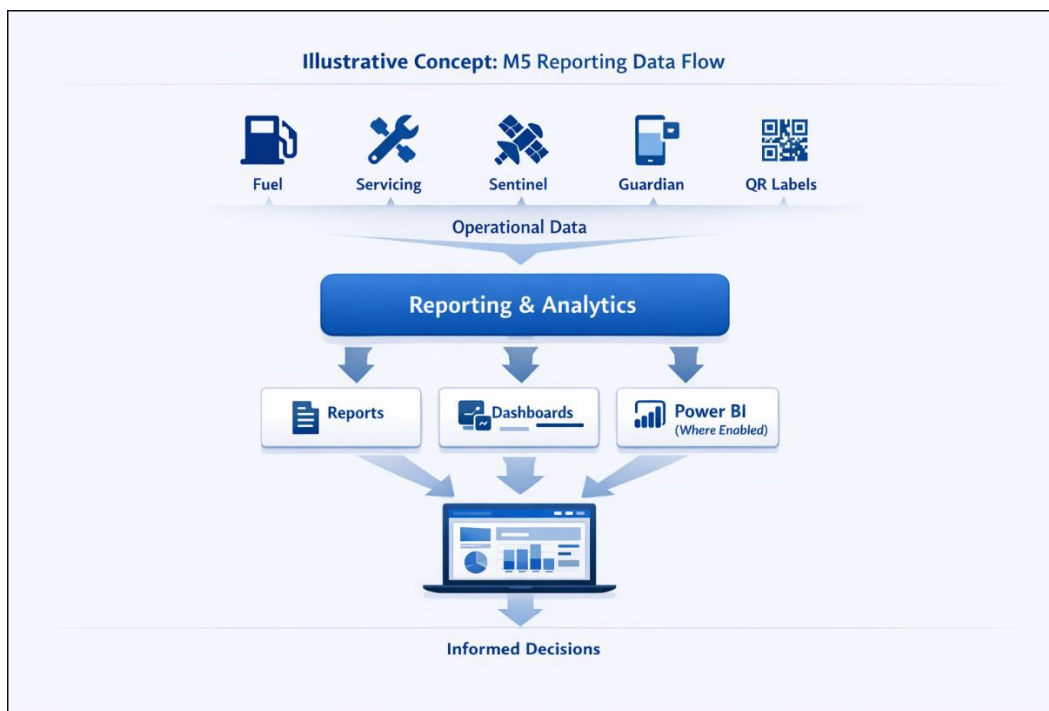 Illustrative Concept: M5 Reporting Data Flow
Fuel
Servicing
Sentinel
Guardian
QR Labels
Operational Data
Reporting & Analytics
Reports
Dashboards
Power BI
(Where Enabled)
Informed Decisions